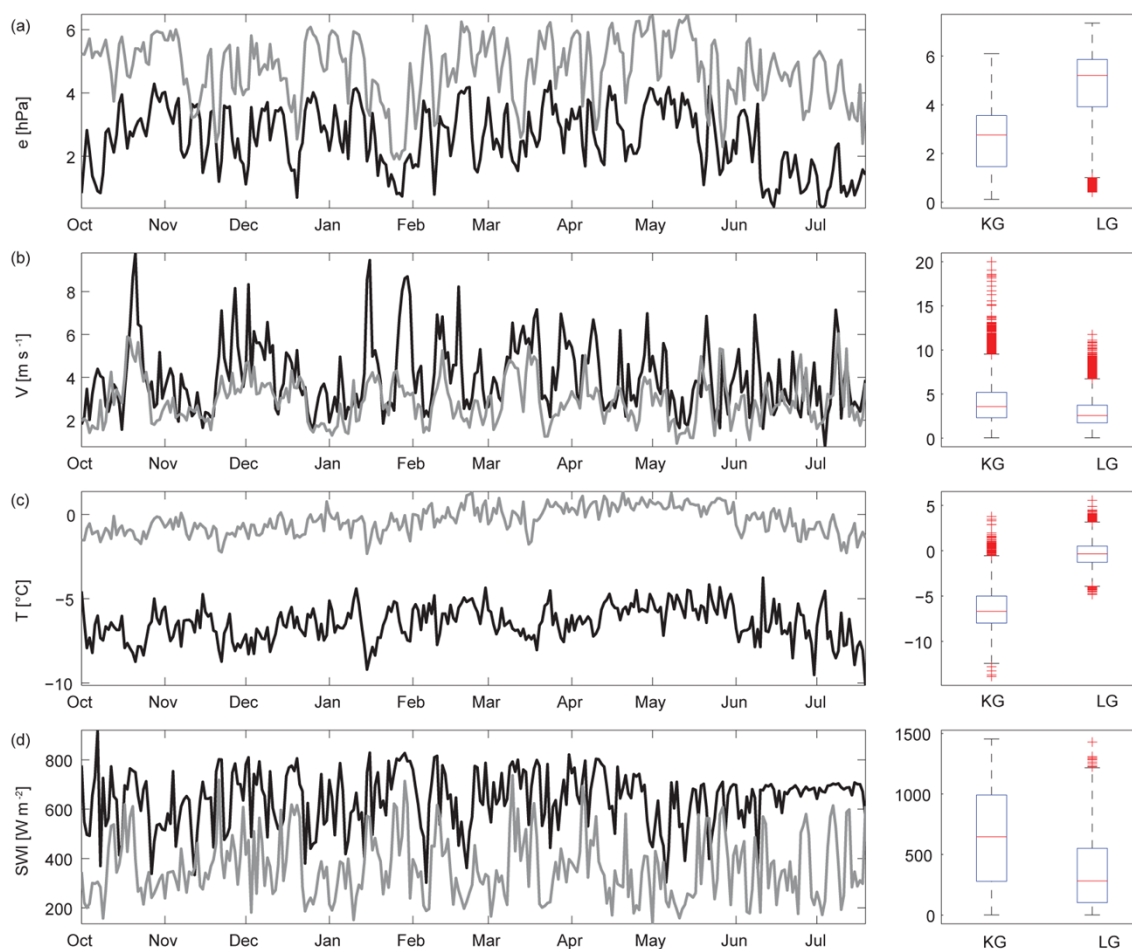 (a)
e [hPa]
6
4
2
Oct Nov Dec Jan Feb Mar Apr May Jun Jul
6
4
2
0
KG LG
(b)
V [m s ⁻¹]
8
6
4
2
Oct Nov Dec Jan Feb Mar Apr May Jun Jul
20
15
10
5
0
KG LG
(c)
T [°C]
0
−5
−10
Oct Nov Dec Jan Feb Mar Apr May Jun Jul
5
0
−5
−10
KG LG
(d)
SWI [W m⁻²]
800
600
400
200
Oct Nov Dec Jan Feb Mar Apr May Jun Jul
1500
1000
500
0
KG LG